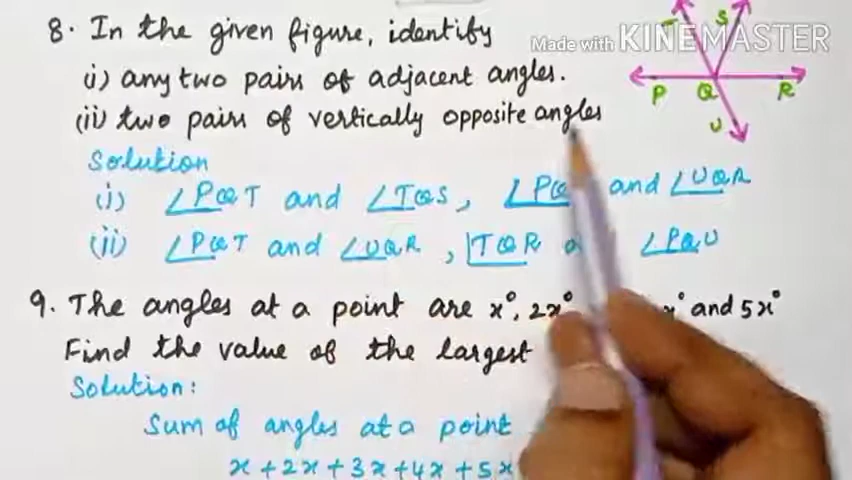 8. In the given figure, identify
Made with KINEMASTER
(i) any two pairs of adjacent angles.
(ii) two pairs of vertically opposite angles
T S
P Q R
U
Solution
(i) ∠PQT and ∠TQS, ∠PQ and ∠UQR
(ii) ∠PQT and ∠UQR, ∠TQR ∠PQU
9. The angles at a point are x°, 2x° x° and 5x°
Find the value of the largest
Solution:
Sum of angles at a point
x+2x+3x+4x+5x